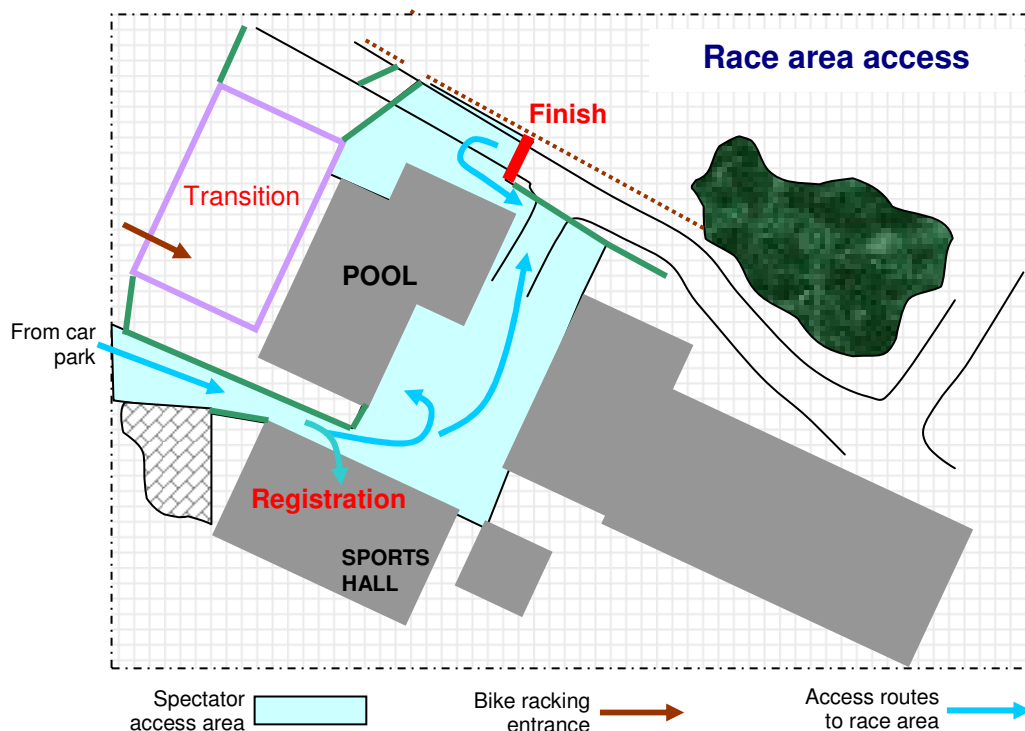 Race area access
Finish
Transition
POOL
From car
park
Registration
SPORTS
HALL
Spectator
access area
Bike racking
entrance
Access routes
to race area